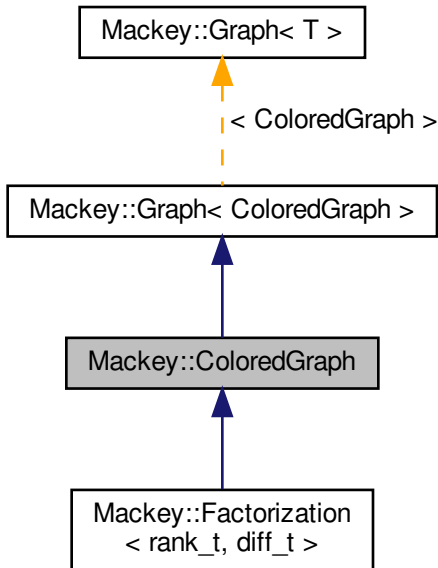 Mackey::Graph< T >
< ColoredGraph >
Mackey::Graph< ColoredGraph >
Mackey::ColoredGraph
Mackey::Factorization
< rank_t, diff_t >